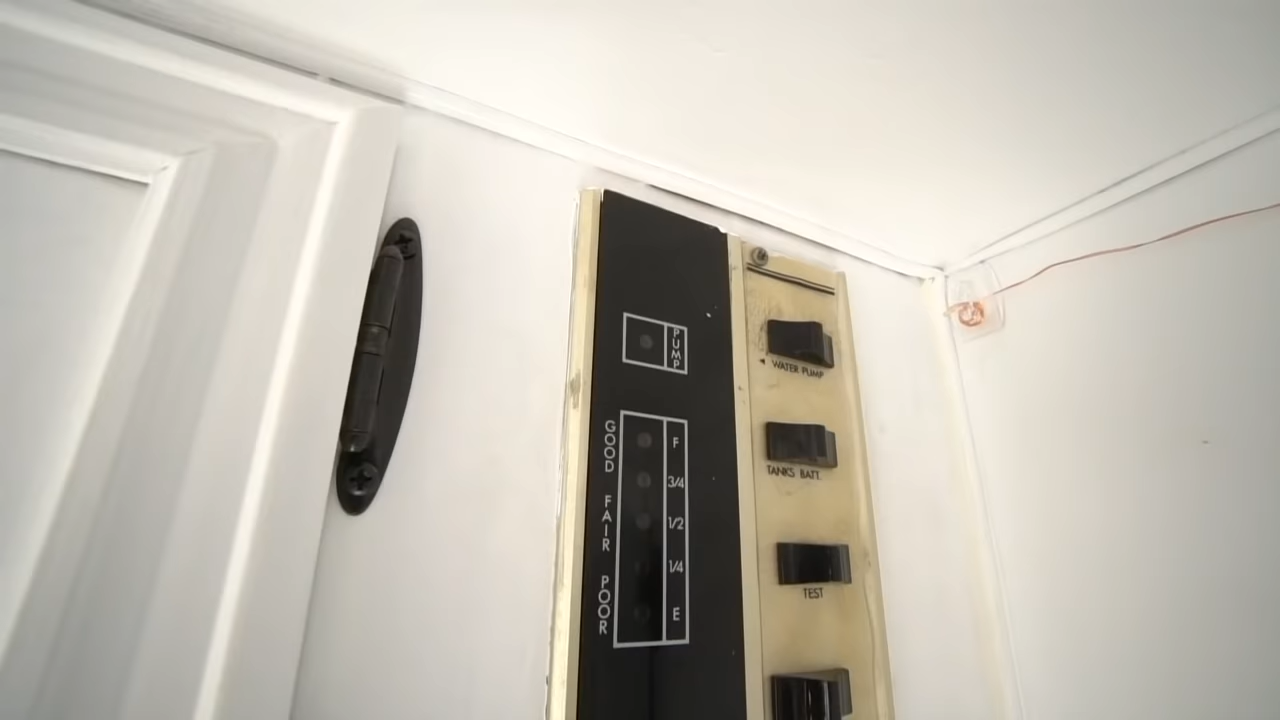 PUMP
GOOD
FAIR
POOR
F
3/4
1/2
1/4
E
WATER PUMP
TANKS BATT.
TEST